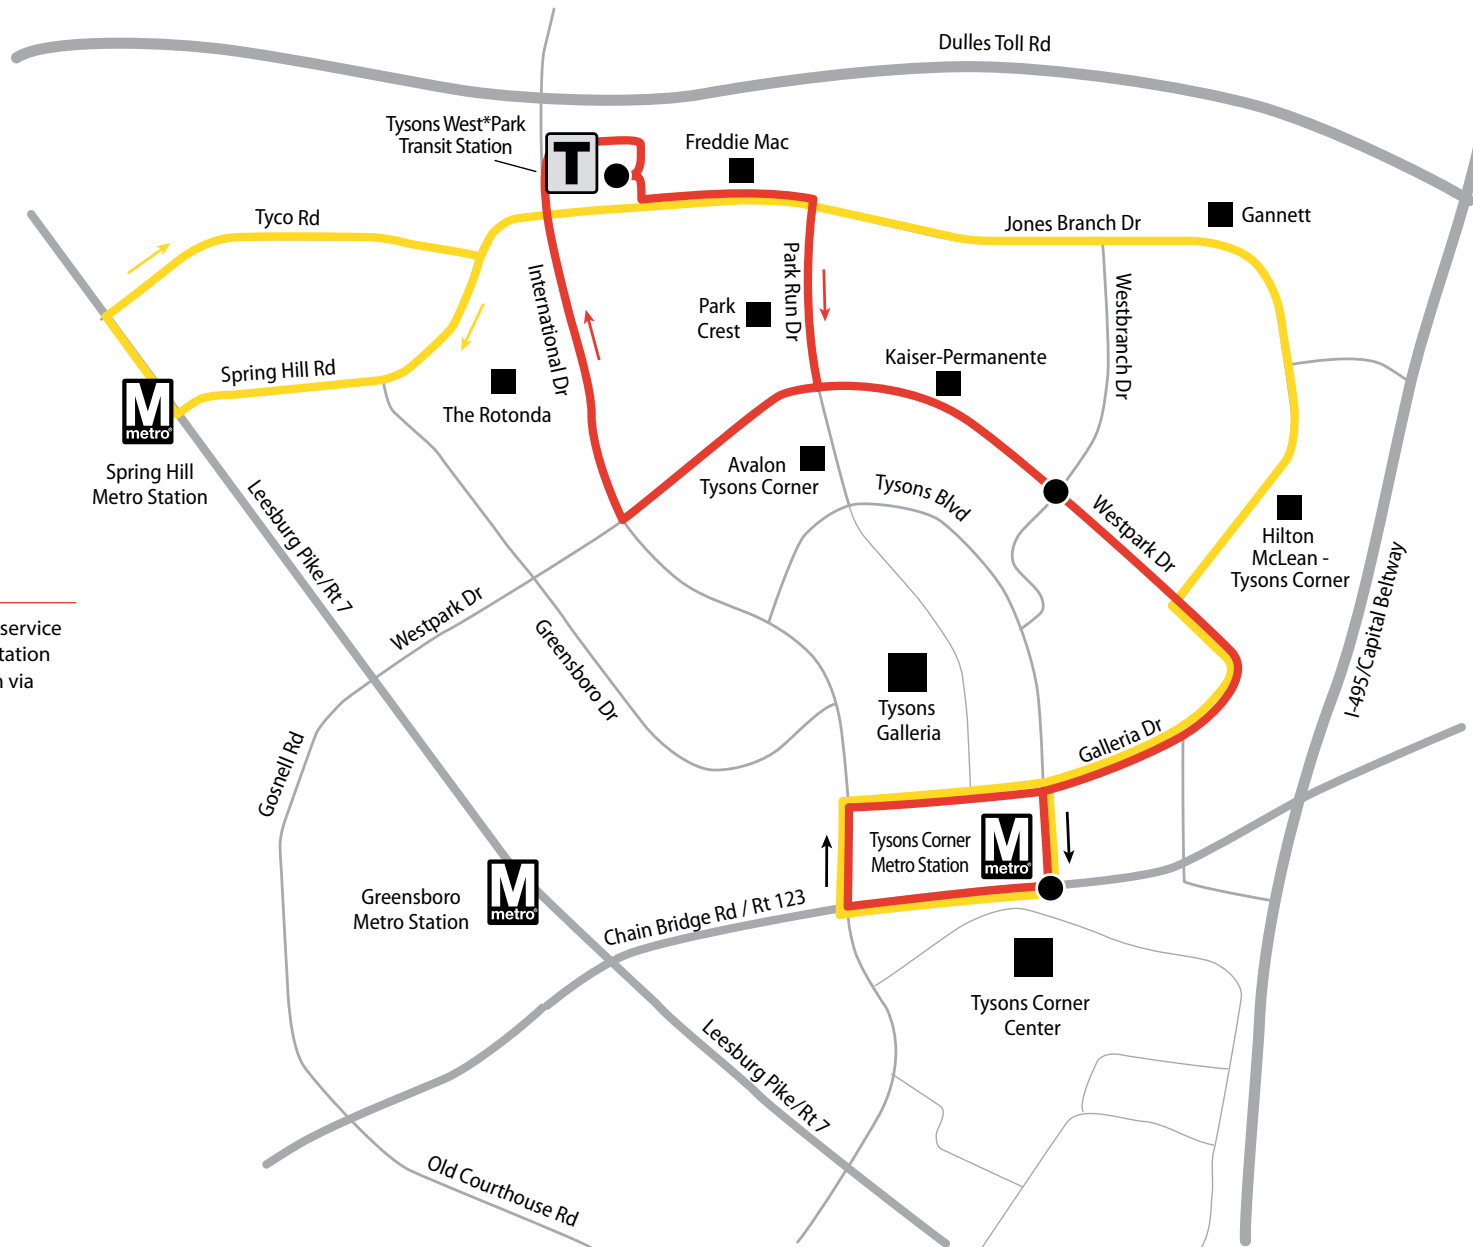 Dulles Toll Rd
Tysons West*Park
Transit Station
T
Freddie Mac
Gannett
Tyco Rd
Jones Branch Dr
International Dr
Park Run Dr
Westbranch Dr
Park
Crest
Kaiser-Permanente
Spring Hill Rd
The Rotonda
M
metro®
Spring Hill
Metro Station
Avalon
Tysons Corner
Tysons Blvd
Leesburg Pike/Rt 7
Westpark Dr
Hilton
McLean -
Tysons Corner
I-495/Capital Beltway
Westpark Dr
Greensboro Dr
service
tation
n via
Tysons
Galleria
Galleria Dr
Gosnell Rd
Tysons Corner
Metro Station
M
metro®
Greensboro
Metro Station
M
metro®
Chain Bridge Rd / Rt 123
Tysons Corner
Center
Leesburg Pike/Rt 7
Old Courthouse Rd